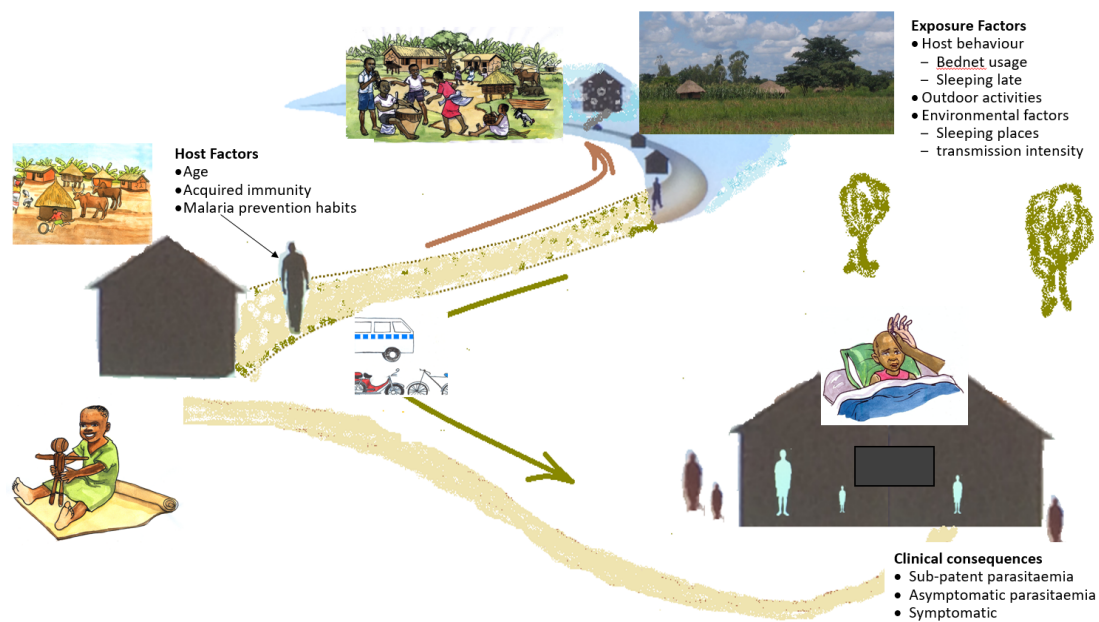 Exposure Factors
• Host behaviour
– Bednet usage
– Sleeping late
• Outdoor activities
• Environmental factors
– Sleeping places
– transmission intensity
Host Factors
•Age
•Acquired immunity
•Malaria prevention habits
Clinical consequences
• Sub-patent parasitaemia
• Asymptomatic parasitaemia
• Symptomatic